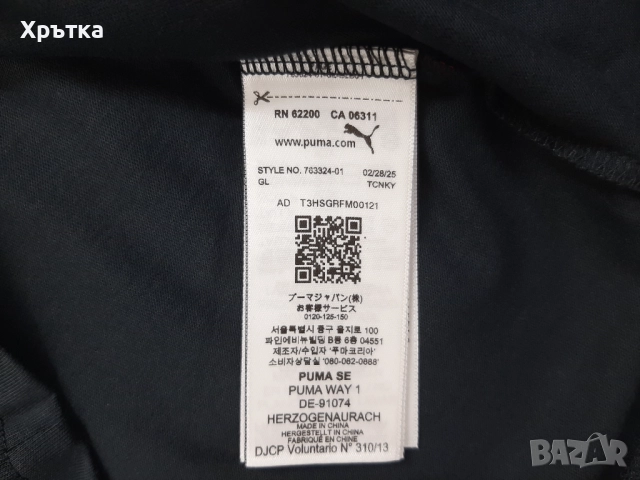 Хрътка
RN 62200 CA 06311
www.puma.com
STYLE NO. 763324-01 02/28/25
GL TCNKY
AD T3HSGRFM00121
プーマジャパン(株)
お客様サービス
0120-125-150
서울특별시 중구 을지로 100
파인에비뉴빌딩 B동 6층 04551
제조자/수입자 '푸마코리아'
소비자상담실 '080-062-0868'
PUMA SE
PUMA WAY 1
DE-91074
HERZOGENAURACH
MADE IN CHINA
HERGESTELLT IN CHINA
FABRIQUÉ EN CHINE
DJCP Voluntario N° 310/13
BAZAR